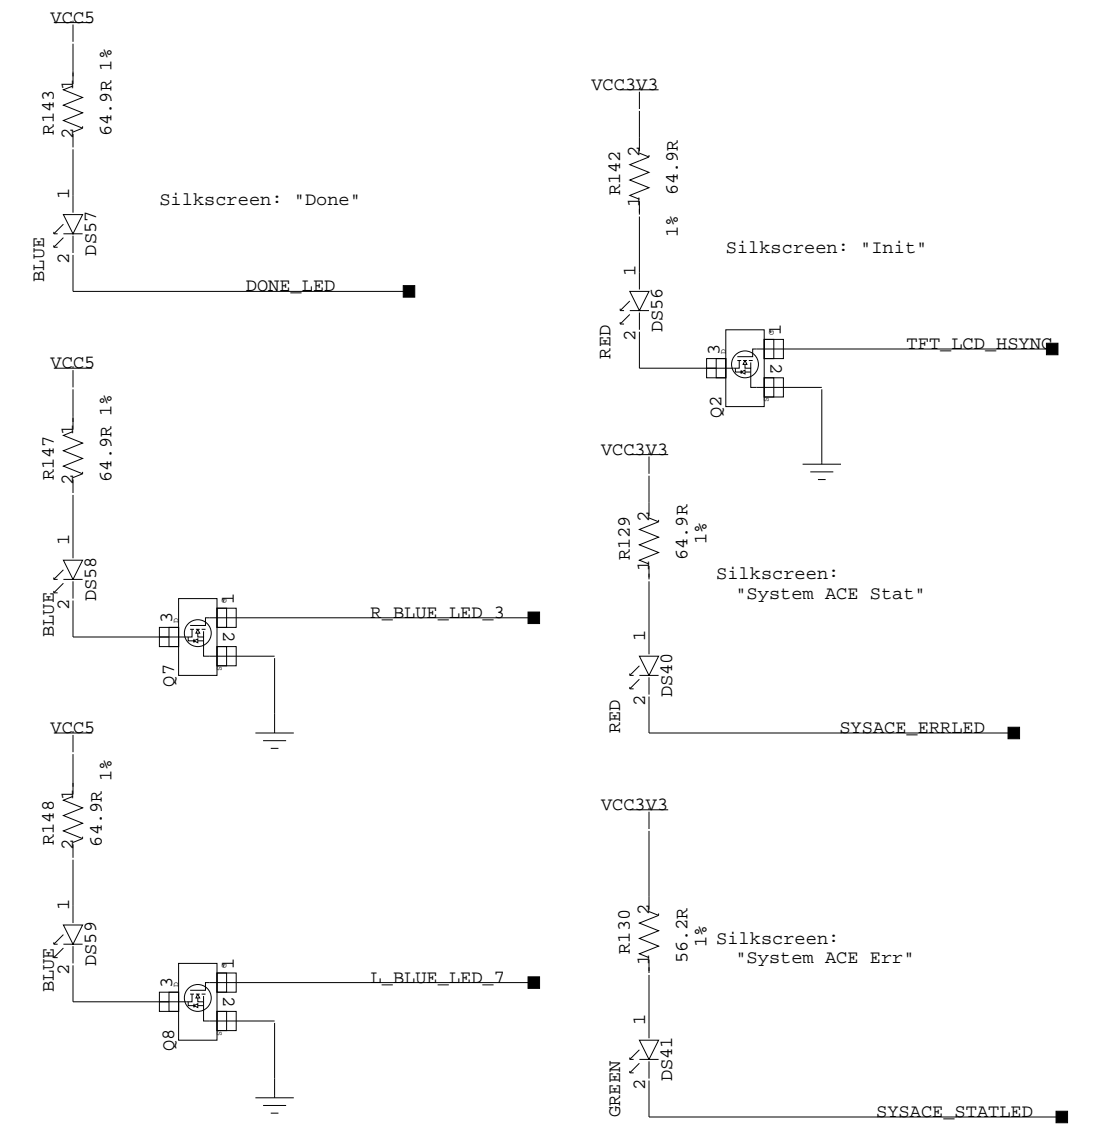 VCC5
R143
1
2
64.9R 1%
1
DS57
BLUE
2
Silkscreen: "Done"
DONE_LED
VCC5
R147
1
2
64.9R 1%
1
DS58
BLUE
2
3
1
2
Q7
R_BLUE_LED_3
VCC5
R148
1
2
64.9R
1%
1
DS59
BLUE
2
3
1
2
Q8
L_BLUE_LED_7
VCC3V3
R142
2
1
64.9R
1%
Silkscreen: "Init"
1
DS56
RED
2
3
1
2
Q2
TFT_LCD_HSYNC
VCC3V3
R129
2
1
64.9R
1%
Silkscreen:
"System ACE Stat"
1
DS40
RED
2
SYSACE_ERRLED
VCC3V3
R130
2
1
56.2R
1%
Silkscreen:
"System ACE Err"
1
DS41
GREEN
2
SYSACE_STATLED